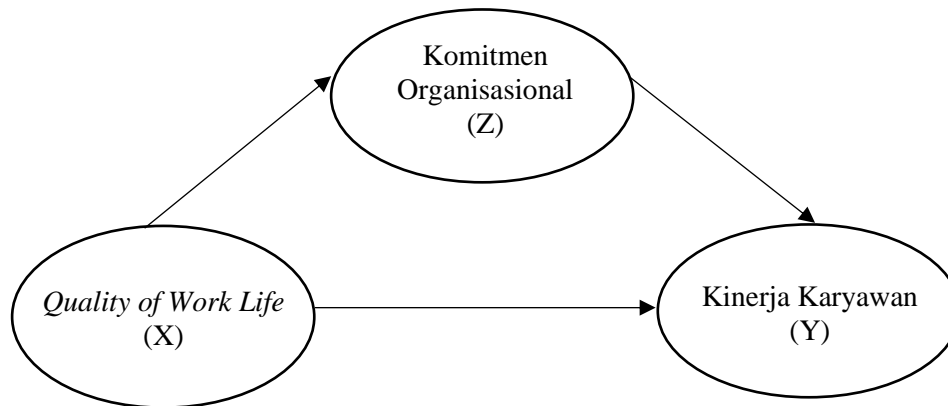 Komitmen
Organisasional
(Z)
Quality of Work Life
(X)
Kinerja Karyawan
(Y)